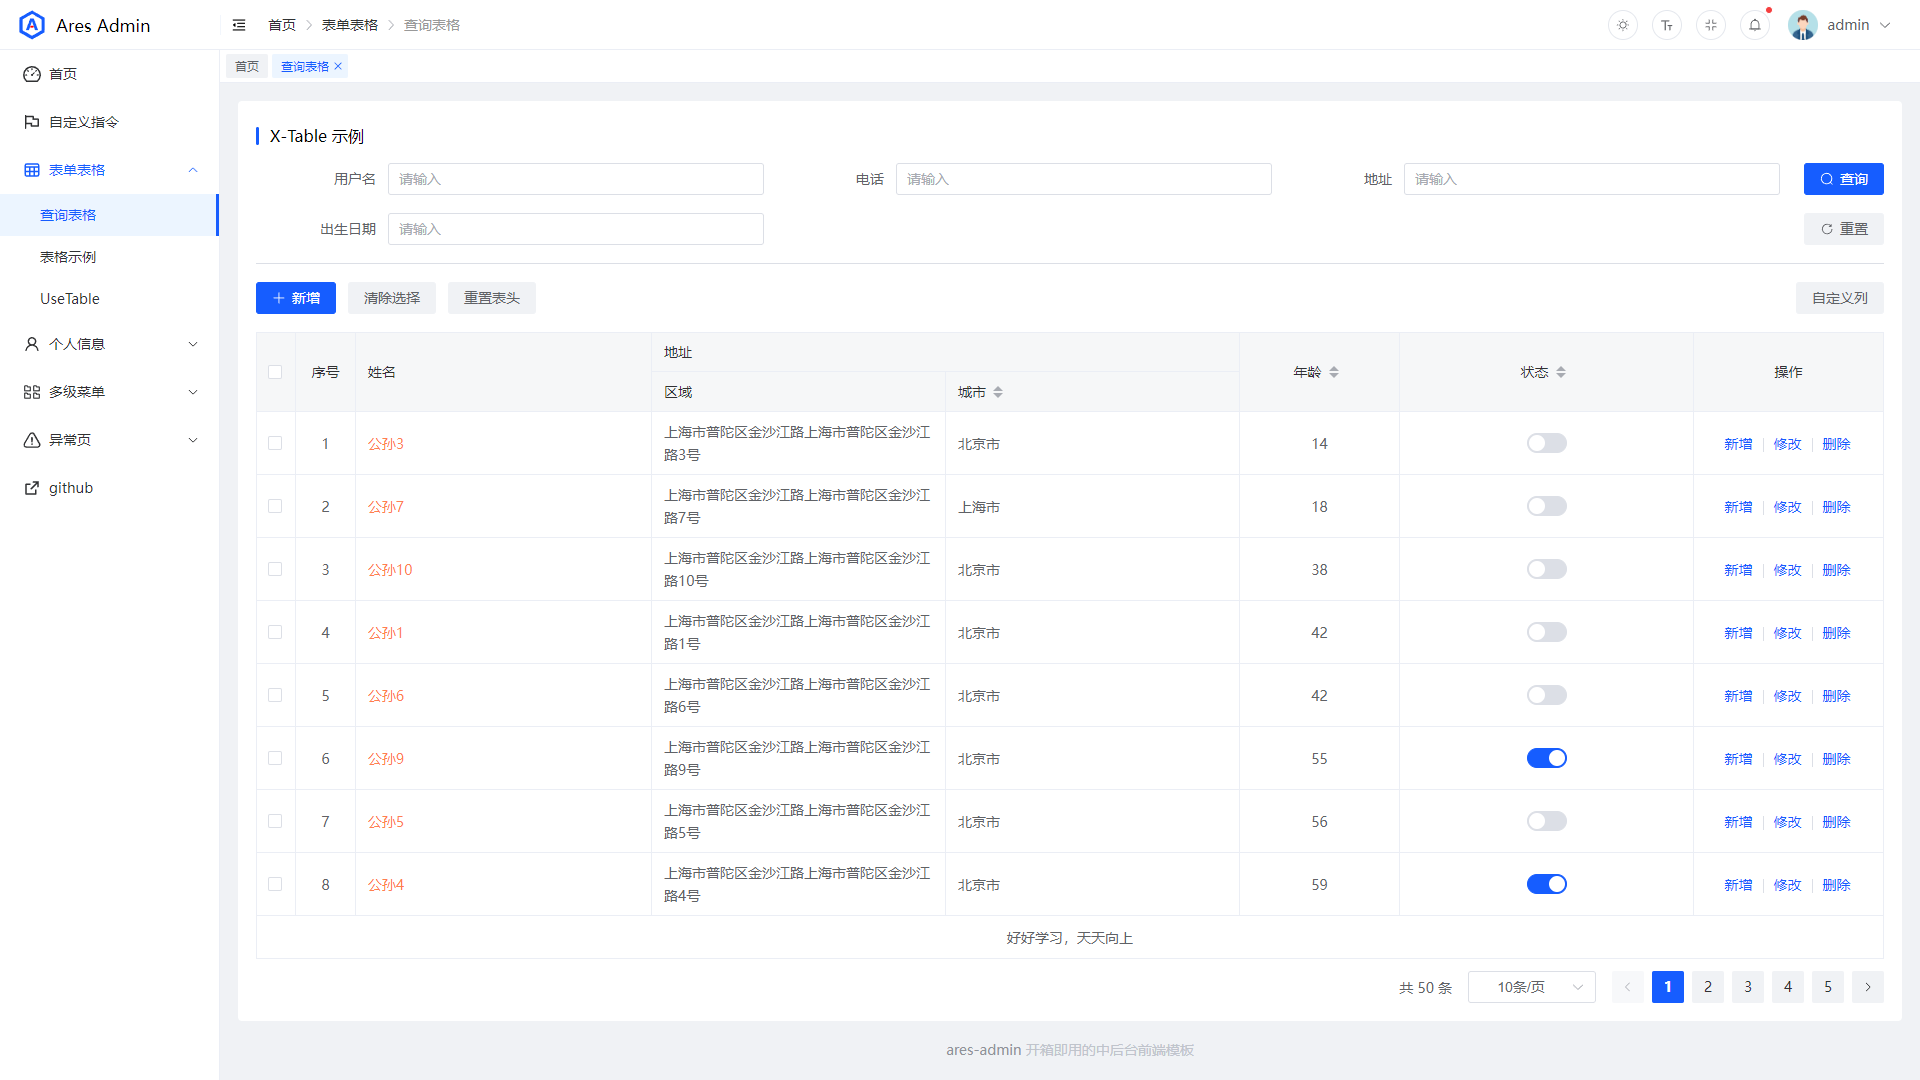 Ares Admin
首页
表单表格
查询表格
admin
首页
自定义指令
表单表格
查询表格
表格示例
UseTable
个人信息
多级菜单
异常页
github
首页
查询表格
X-Table 示例
用户名 请输入
电话 请输入
地址 请输入
查询
出生日期 请输入
重置
新增
清除选择
重置表头
自定义列
序号 姓名 地址 年龄 状态 操作
区域 城市
1 公孙3 上海市普陀区金沙江路上海市普陀区金沙江
路3号 北京市 14 新增 修改 删除
2 公孙7 上海市普陀区金沙江路上海市普陀区金沙江
路7号 上海市 18 新增 修改 删除
3 公孙10 上海市普陀区金沙江路上海市普陀区金沙江
路10号 北京市 38 新增 修改 删除
4 公孙1 上海市普陀区金沙江路上海市普陀区金沙江
路1号 北京市 42 新增 修改 删除
5 公孙6 上海市普陀区金沙江路上海市普陀区金沙江
路6号 北京市 42 新增 修改 删除
6 公孙9 上海市普陀区金沙江路上海市普陀区金沙江
路9号 北京市 55 新增 修改 删除
7 公孙5 上海市普陀区金沙江路上海市普陀区金沙江
路5号 北京市 56 新增 修改 删除
8 公孙4 上海市普陀区金沙江路上海市普陀区金沙江
路4号 北京市 59 新增 修改 删除
好好学习，天天向上
共 50 条 10条/页 1 2 3 4 5
ares-admin 开箱即用的中后台前端模板